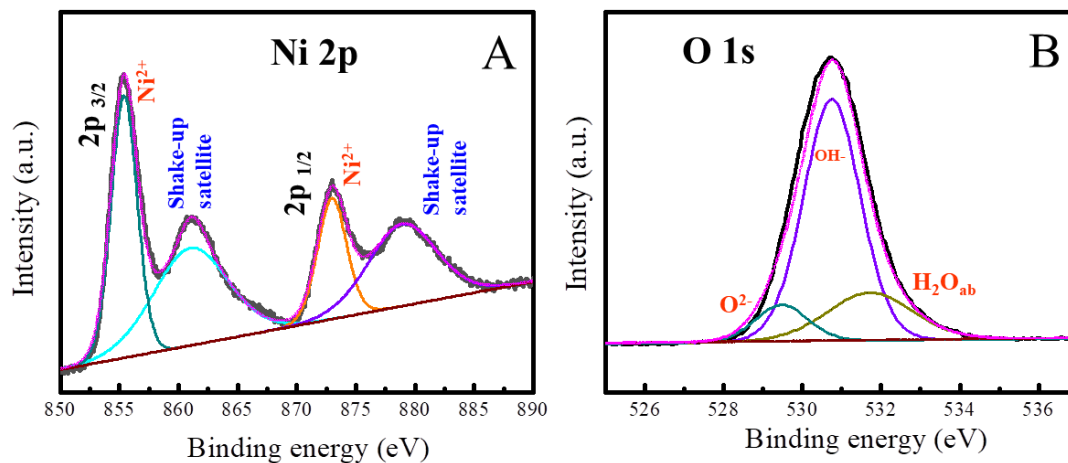 Ni 2p
A
2p 3/2
Ni2+
Shake-up
satellite
2p 1/2
Ni2+
Shake-up
satellite
Intensity (a.u.)
850 855 860 865 870 875 880 885 890
Binding energy (eV)
O 1s
B
OH-
O2-
H2Oab
Intensity (a.u.)
526 528 530 532 534 536
Binding energy (eV)